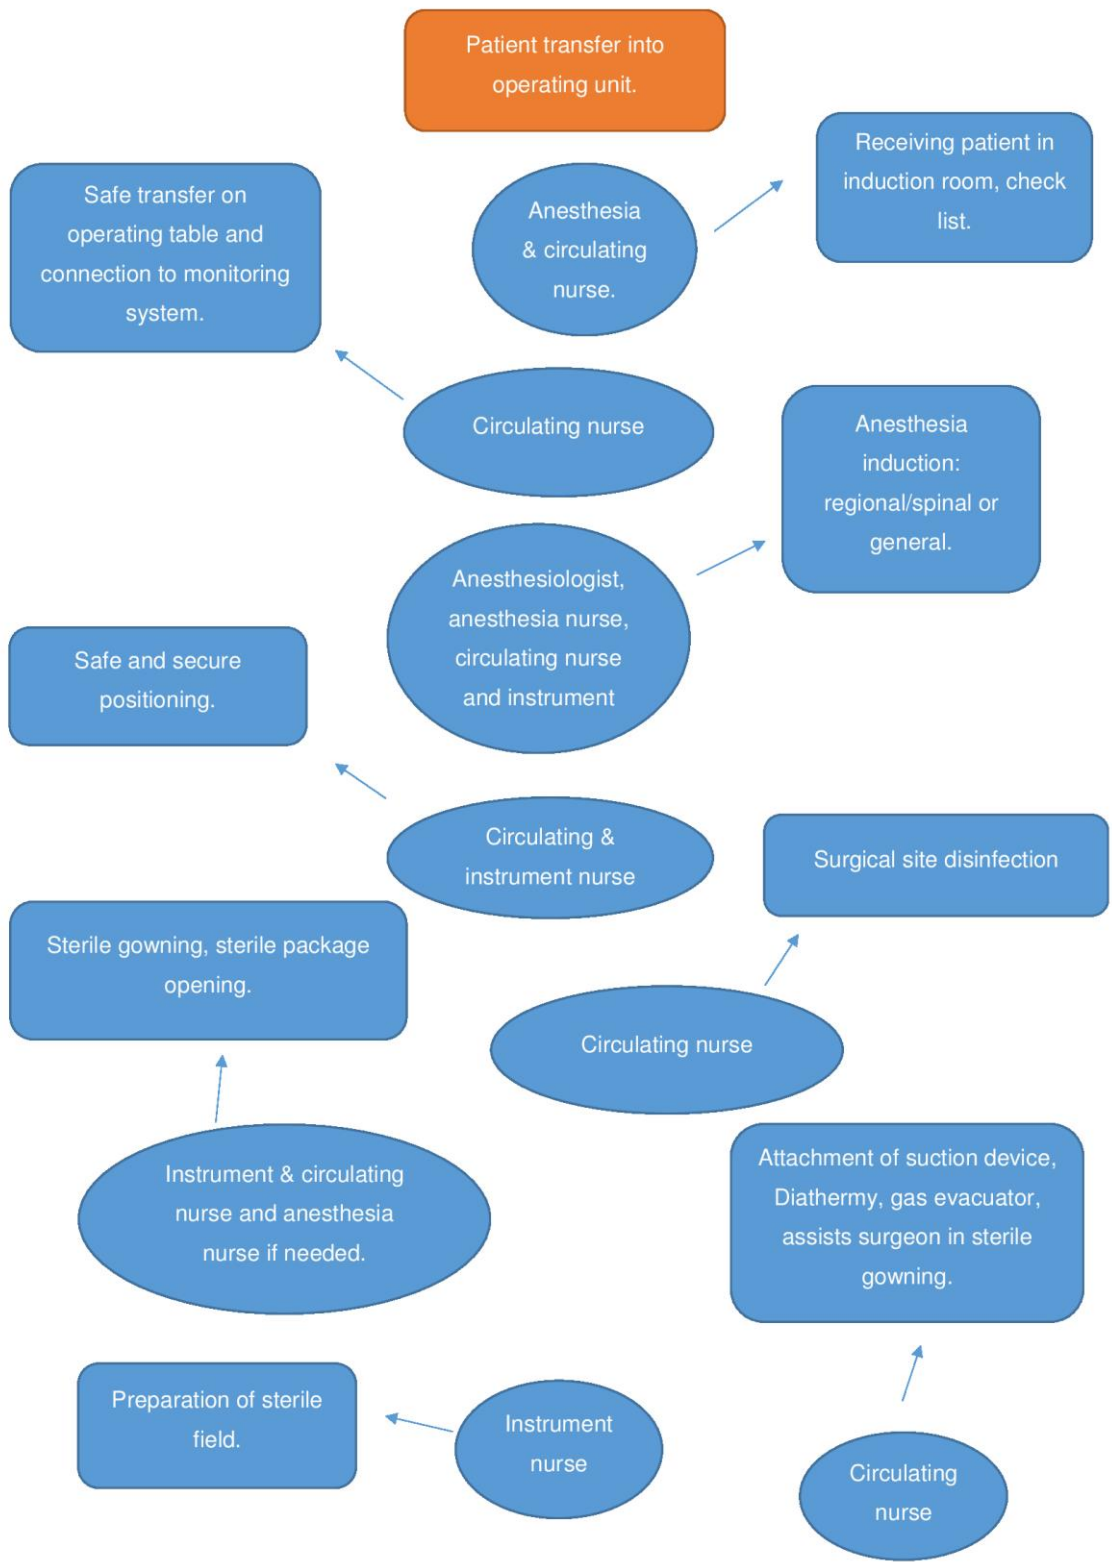 Patient transfer into
operating unit.
Receiving patient in
induction room, check
list.
Safe transfer on
operating table and
connection to monitoring
system.
Anesthesia
& circulating
nurse.
Circulating nurse
Anesthesia
induction:
regional/spinal or
general.
Anesthesiologist,
anesthesia nurse,
circulating nurse
and instrument
Safe and secure
positioning.
Circulating &
instrument nurse
Surgical site disinfection
Sterile gowning, sterile package
opening.
Circulating nurse
Instrument & circulating
nurse and anesthesia
nurse if needed.
Attachment of suction device,
Diathermy, gas evacuator,
assists surgeon in sterile
gowning.
Preparation of sterile
field.
Instrument
nurse
Circulating
nurse